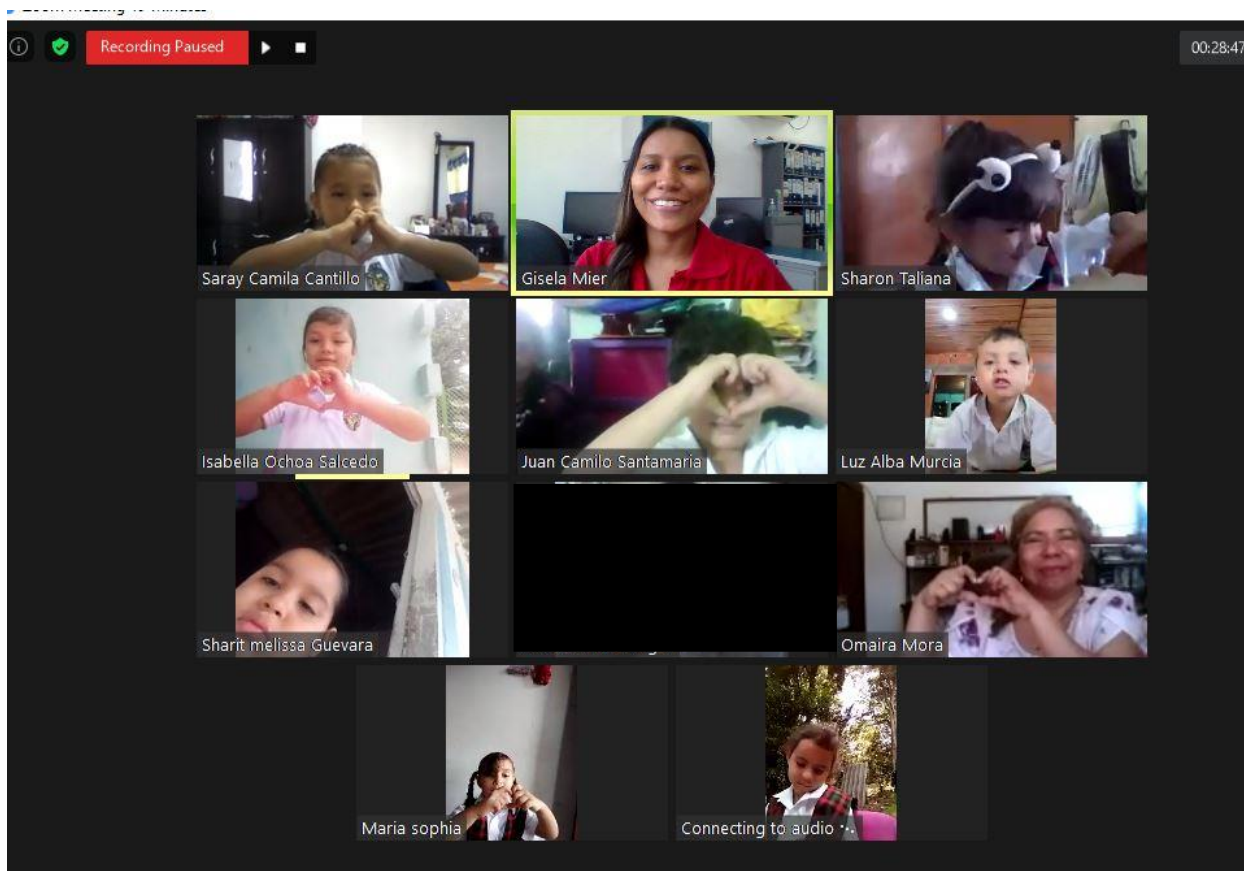 Recording Paused
00:28:47
Saray Camila Cantillo
Gisela Mier
Sharon Taliana
Isabella Ochoa Salcedo
Juan Camilo Santamaria
Luz Alba Murcia
Sharit melissa Guevara
Omaira Mora
Maria sophia
Connecting to audio